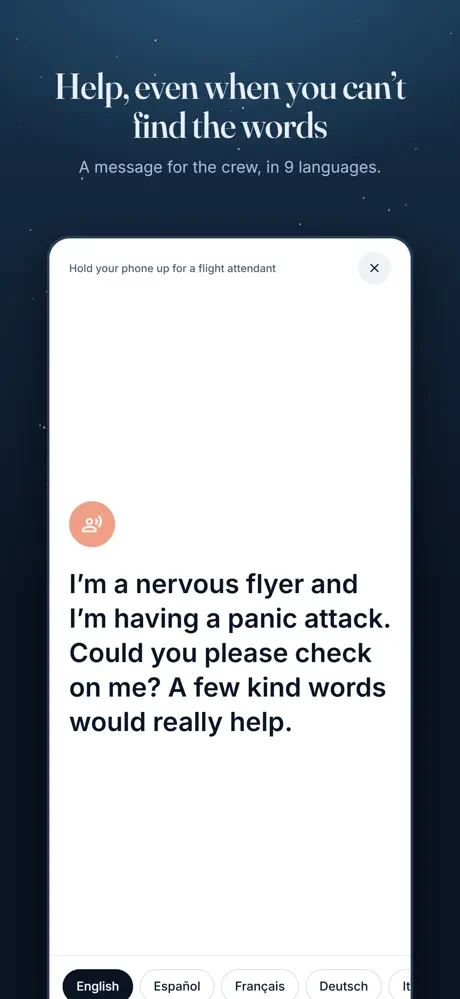 Help, even when you can’t
find the words
A message for the crew, in 9 languages.
Hold your phone up for a flight attendant
I’m a nervous flyer and
I’m having a panic attack.
Could you please check
on me? A few kind words
would really help.
English Español Français Deutsch It